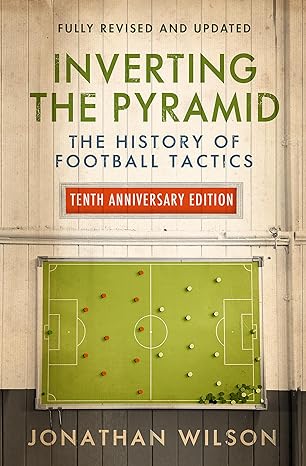 FULLY REVISED AND UPDATED
INVERTING
THE PYRAMID
THE HISTORY OF
FOOTBALL TACTICS
TENTH ANNIVERSARY EDITION
JONATHAN WILSON